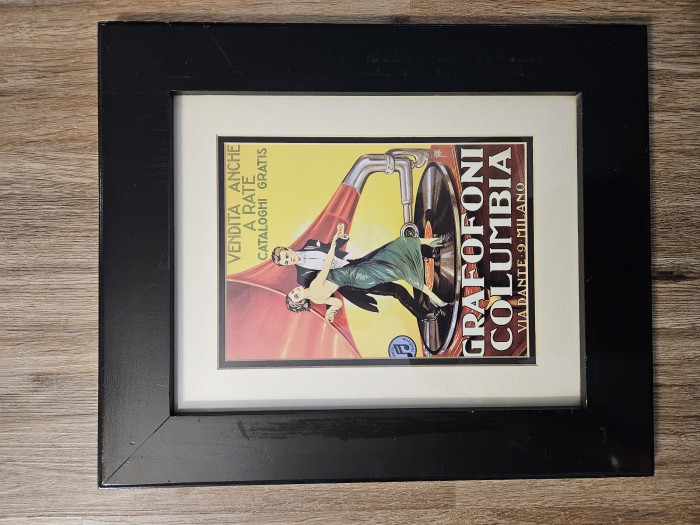 VENDITA ANCHE
A RATE
CATALOGHI GRATIS
GRAFOFONI
COLUMBIA
VIA DANTE·9·MILANO